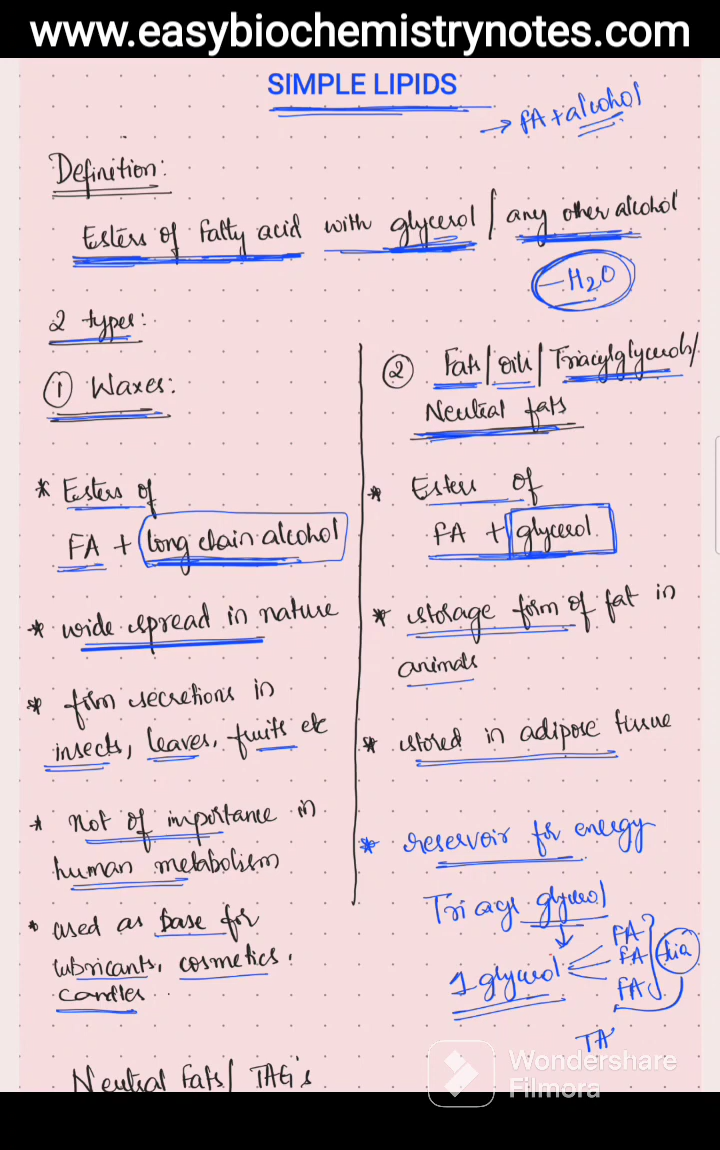 www.easybiochemistrynotes.com
SIMPLE LIPIDS
→ FA + alcohol
Definition:
Esters of Fatty acid with glycerol / any other alcohol
- H₂O
2 types:
① Waxes:
* Esters of
FA + long chain alcohol
* wide spread in nature
* from secretions in
insects, leaves, fruits etc
* not of importance in
human metabolism
* used as base for
lubricants, cosmetics,
candles
② Fats / oils / Triacylglycerols /
Neutral fats
* Esters of
FA + glycerol
* storage form of fat in
animals
* stored in adipose tissue
* reservoir for energy
Tri acyl glycerol
↓
1 glycerol
FA
FA
FA
TA
Neutral Fats / TAG's
Wondershare
Filmora